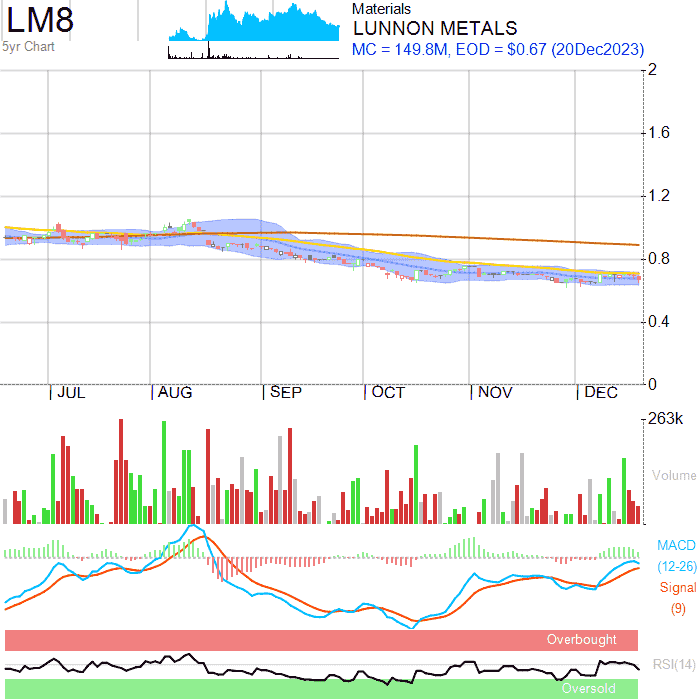 LM8
5yr Chart
Materials
LUNNON METALS
MC = 149.8M, EOD = $0.67 (20Dec2023)
2
1.6
1.2
0.8
0.4
0
JUL AUG SEP OCT NOV DEC
263k
Volume
MACD
(12-26)
Signal
(9)
Overbought
RSI(14)
Oversold